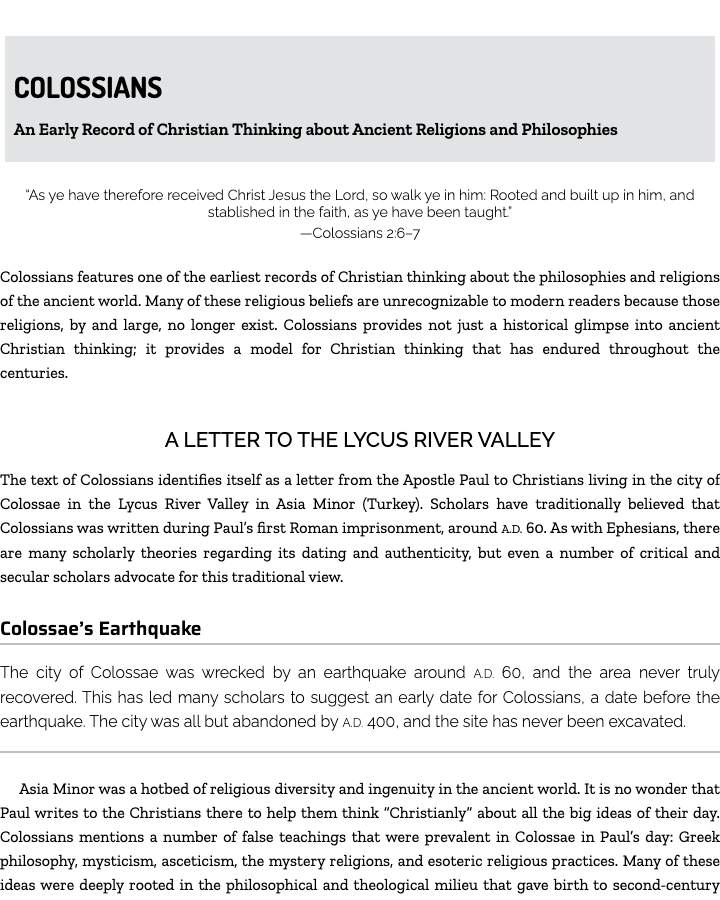 COLOSSIANS
An Early Record of Christian Thinking about Ancient Religions and Philosophies
“As ye have therefore received Christ Jesus the Lord, so walk ye in him: Rooted and built up in him, and
stablished in the faith, as ye have been taught.”
—Colossians 2:6–7
Colossians features one of the earliest records of Christian thinking about the philosophies and religions
of the ancient world. Many of these religious beliefs are unrecognizable to modern readers because those
religions, by and large, no longer exist. Colossians provides not just a historical glimpse into ancient
Christian thinking; it provides a model for Christian thinking that has endured throughout the
centuries.
A LETTER TO THE LYCUS RIVER VALLEY
The text of Colossians identifies itself as a letter from the Apostle Paul to Christians living in the city of
Colossae in the Lycus River Valley in Asia Minor (Turkey). Scholars have traditionally believed that
Colossians was written during Paul’s first Roman imprisonment, around A.D. 60. As with Ephesians, there
are many scholarly theories regarding its dating and authenticity, but even a number of critical and
secular scholars advocate for this traditional view.
Colossae’s Earthquake
The city of Colossae was wrecked by an earthquake around A.D. 60, and the area never truly
recovered. This has led many scholars to suggest an early date for Colossians, a date before the
earthquake. The city was all but abandoned by A.D. 400, and the site has never been excavated.
Asia Minor was a hotbed of religious diversity and ingenuity in the ancient world. It is no wonder that
Paul writes to the Christians there to help them think “Christianly” about all the big ideas of their day.
Colossians mentions a number of false teachings that were prevalent in Colossae in Paul’s day: Greek
philosophy, mysticism, asceticism, the mystery religions, and esoteric religious practices. Many of these
ideas were deeply rooted in the philosophical and theological milieu that gave birth to second-century